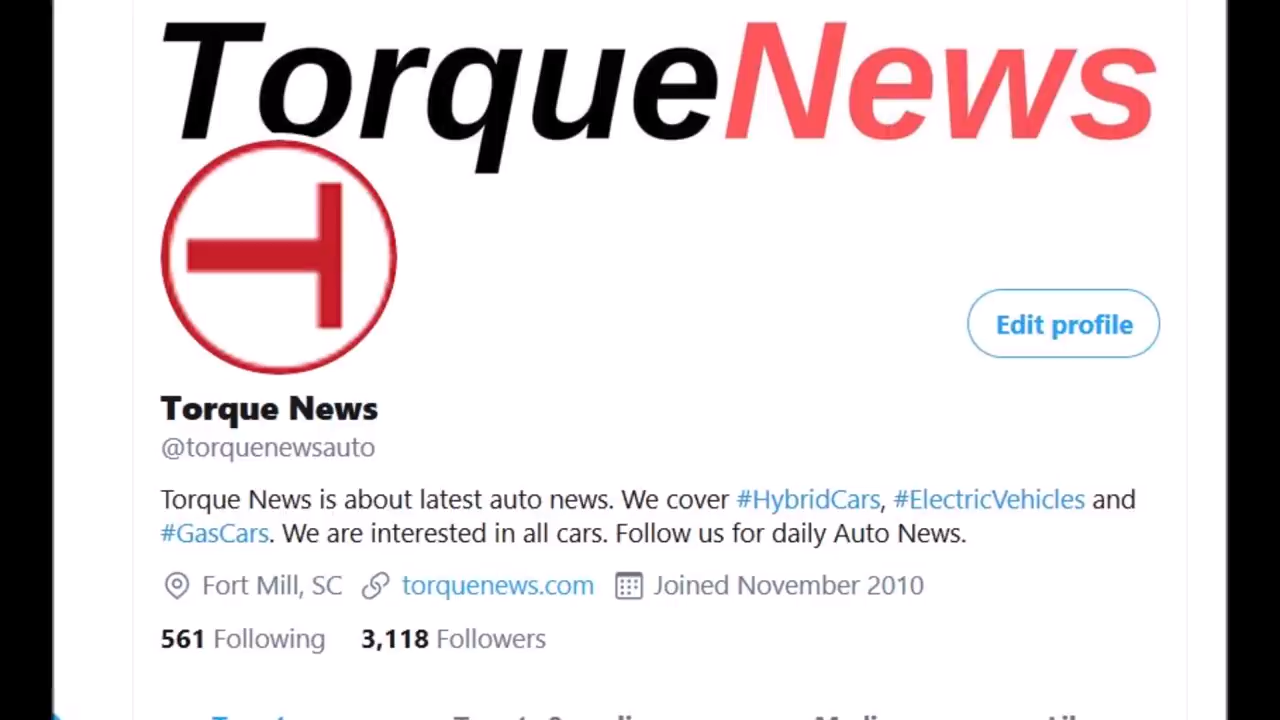 TorqueNews
T
Edit profile
Torque News
@torquenewsauto
Torque News is about latest auto news. We cover #HybridCars, #ElectricVehicles and
#GasCars. We are interested in all cars. Follow us for daily Auto News.
Fort Mill, SC torquenews.com Joined November 2010
561 Following 3,118 Followers